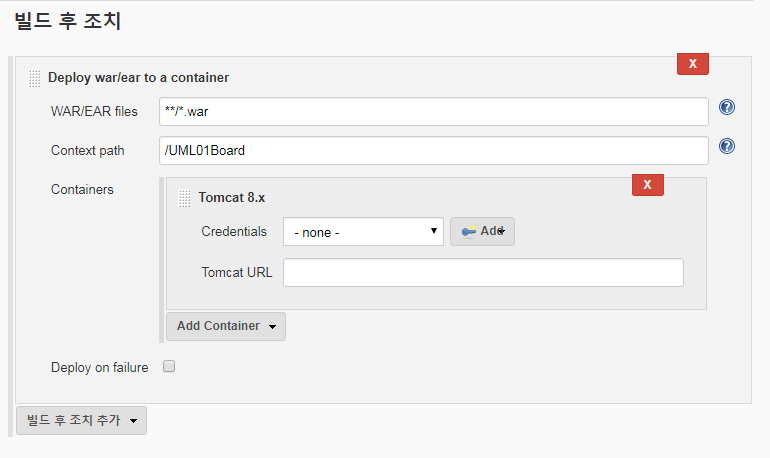 빌드 후 조치
X
Deploy war/ear to a container
WAR/EAR files **/*.war ?
Context path /UML01Board ?
Containers X
Tomcat 8.x
Credentials - none - Add
Tomcat URL
Add Container
Deploy on failure
빌드 후 조치 추가